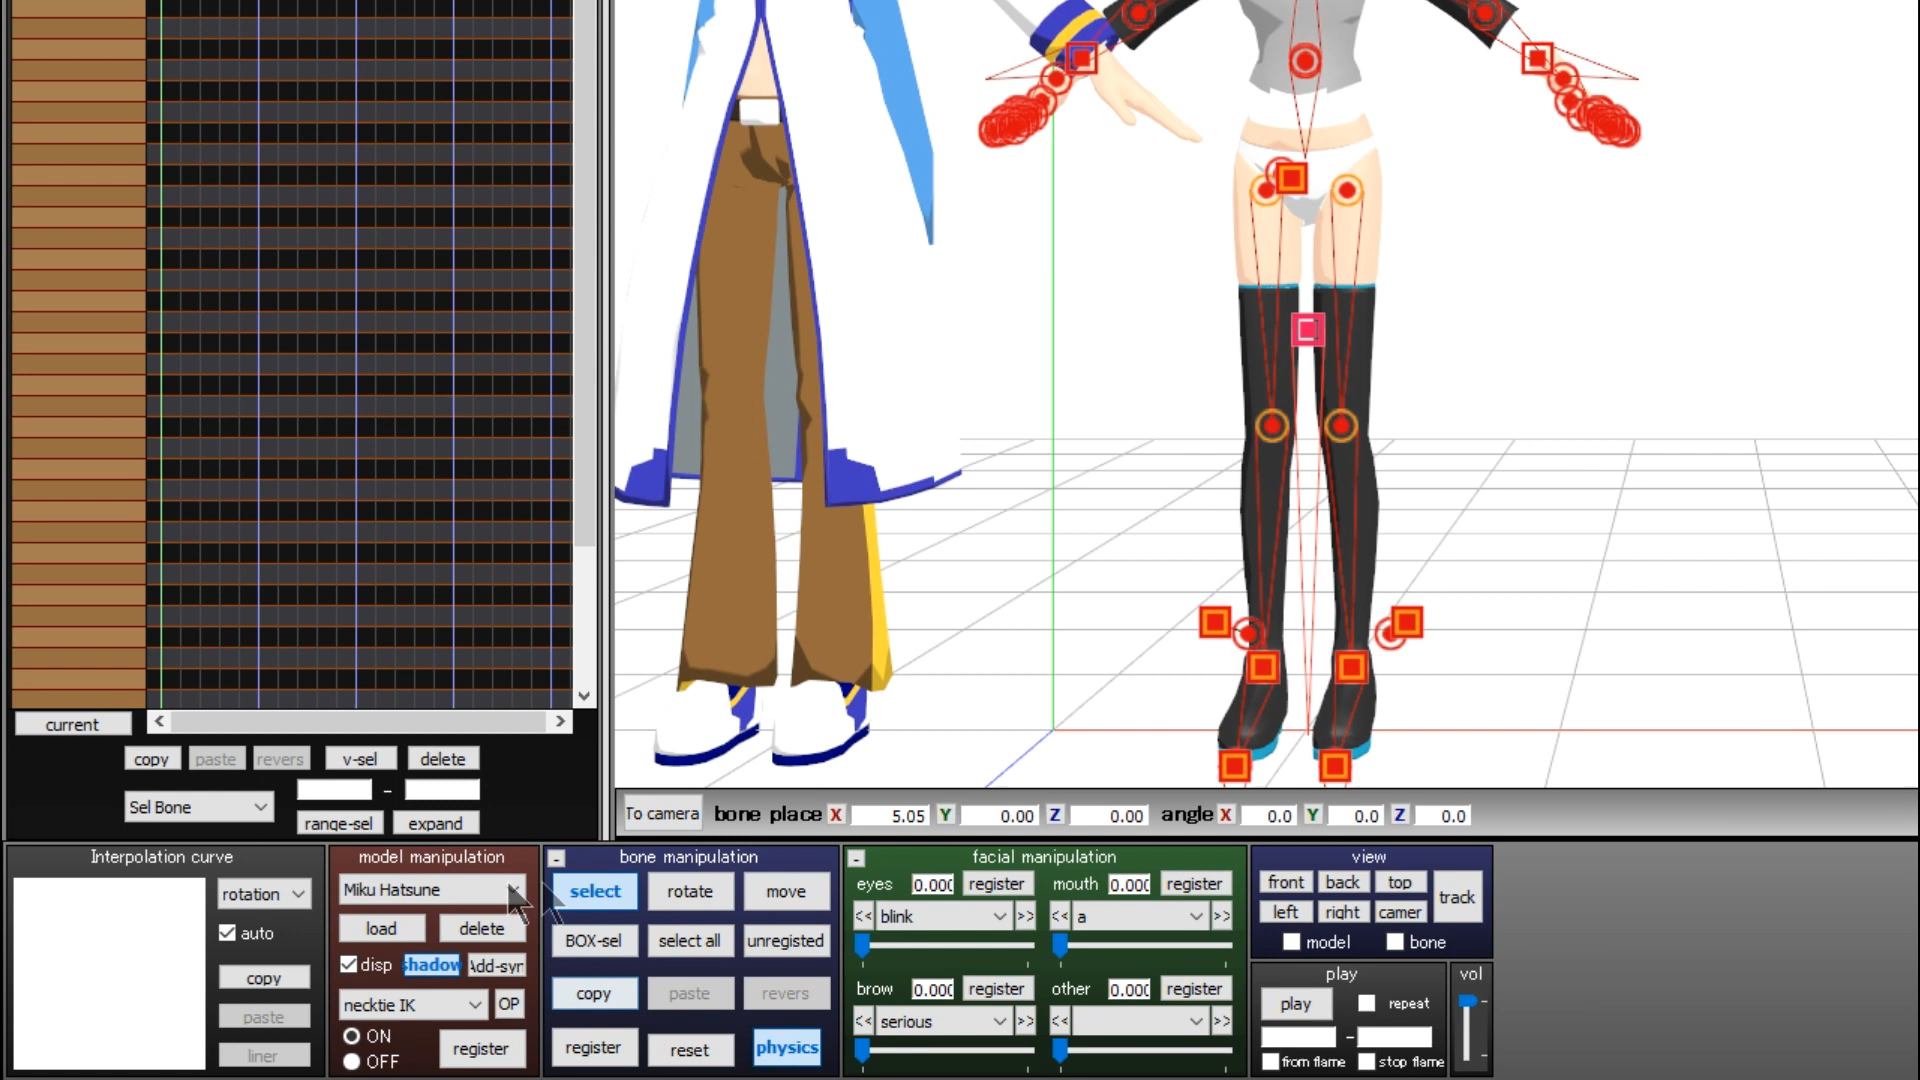 current
copy paste revers v-sel delete
-
Sel Bone
range-sel expand
To camera bone place X 5.05 Y 0.00 Z 0.00 angle X 0.0 Y 0.0 Z 0.0
Interpolation curve
rotation
auto
copy
paste
liner
model manipulation
Miku Hatsune
load delete
disp shadow Add-syn
necktie IK OP
ON
OFF
register
- bone manipulation
select rotate move
BOX-sel select all unregisted
copy paste revers
register reset physics
- facial manipulation
eyes 0.000 register mouth 0.000 register
<< blink >> << a >>
brow 0.000 register other 0.000 register
<< serious >> << >>
view
front back top
left right camer
track
model bone
play
play repeat
-
from flame stop flame
vol